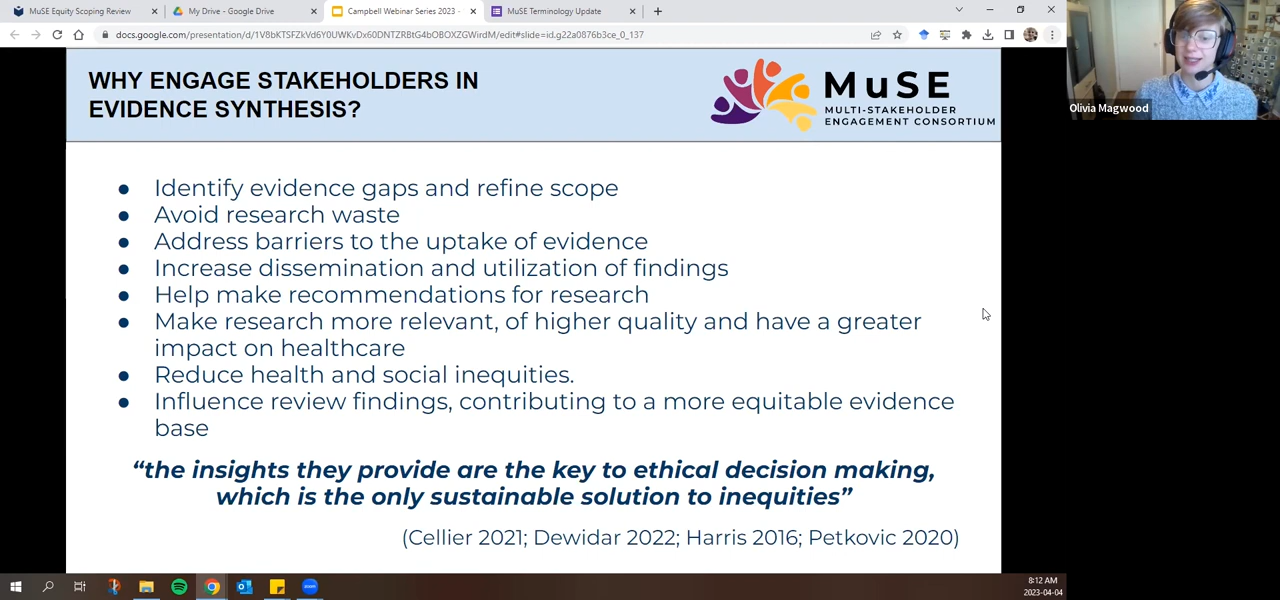 MuSE Equity Scoping Review
My Drive - Google Drive
Campbell Webinar Series 2023 -
MuSE Terminology Update
docs.google.com/presentation/d/1V8bKTSFZkVd6Y0UWKvDx60DNTZRBtG4bOBOXZGWirdM/edit#slide=id.g22a0876b3ce_0_137
Olivia Magwood
WHY ENGAGE STAKEHOLDERS IN
EVIDENCE SYNTHESIS?
MuSE
MULTI-STAKEHOLDER
ENGAGEMENT CONSORTIUM
● Identify evidence gaps and refine scope
● Avoid research waste
● Address barriers to the uptake of evidence
● Increase dissemination and utilization of findings
● Help make recommendations for research
● Make research more relevant, of higher quality and have a greater
impact on healthcare
● Reduce health and social inequities.
● Influence review findings, contributing to a more equitable evidence
base
“the insights they provide are the key to ethical decision making,
which is the only sustainable solution to inequities”
(Cellier 2021; Dewidar 2022; Harris 2016; Petkovic 2020)
8:12 AM
2023-04-04